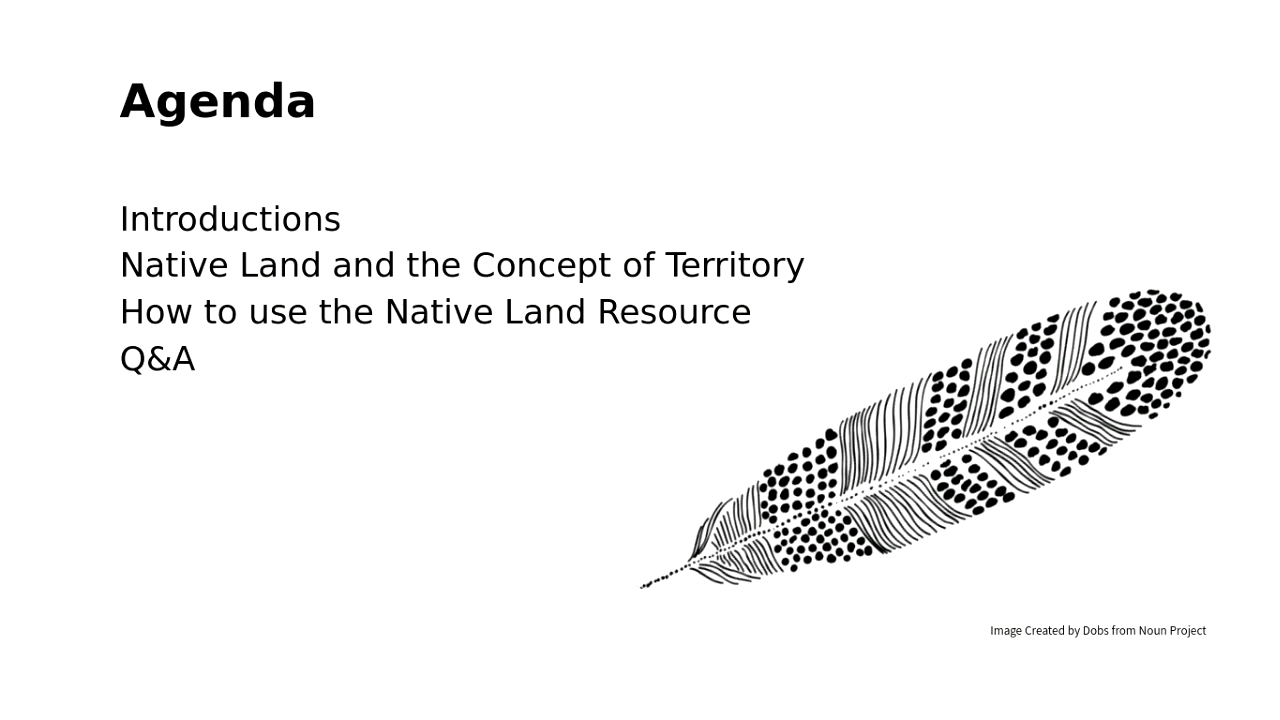 Agenda
Introductions
Native Land and the Concept of Territory
How to use the Native Land Resource
Q&A
Image Created by Dobs from Noun Project